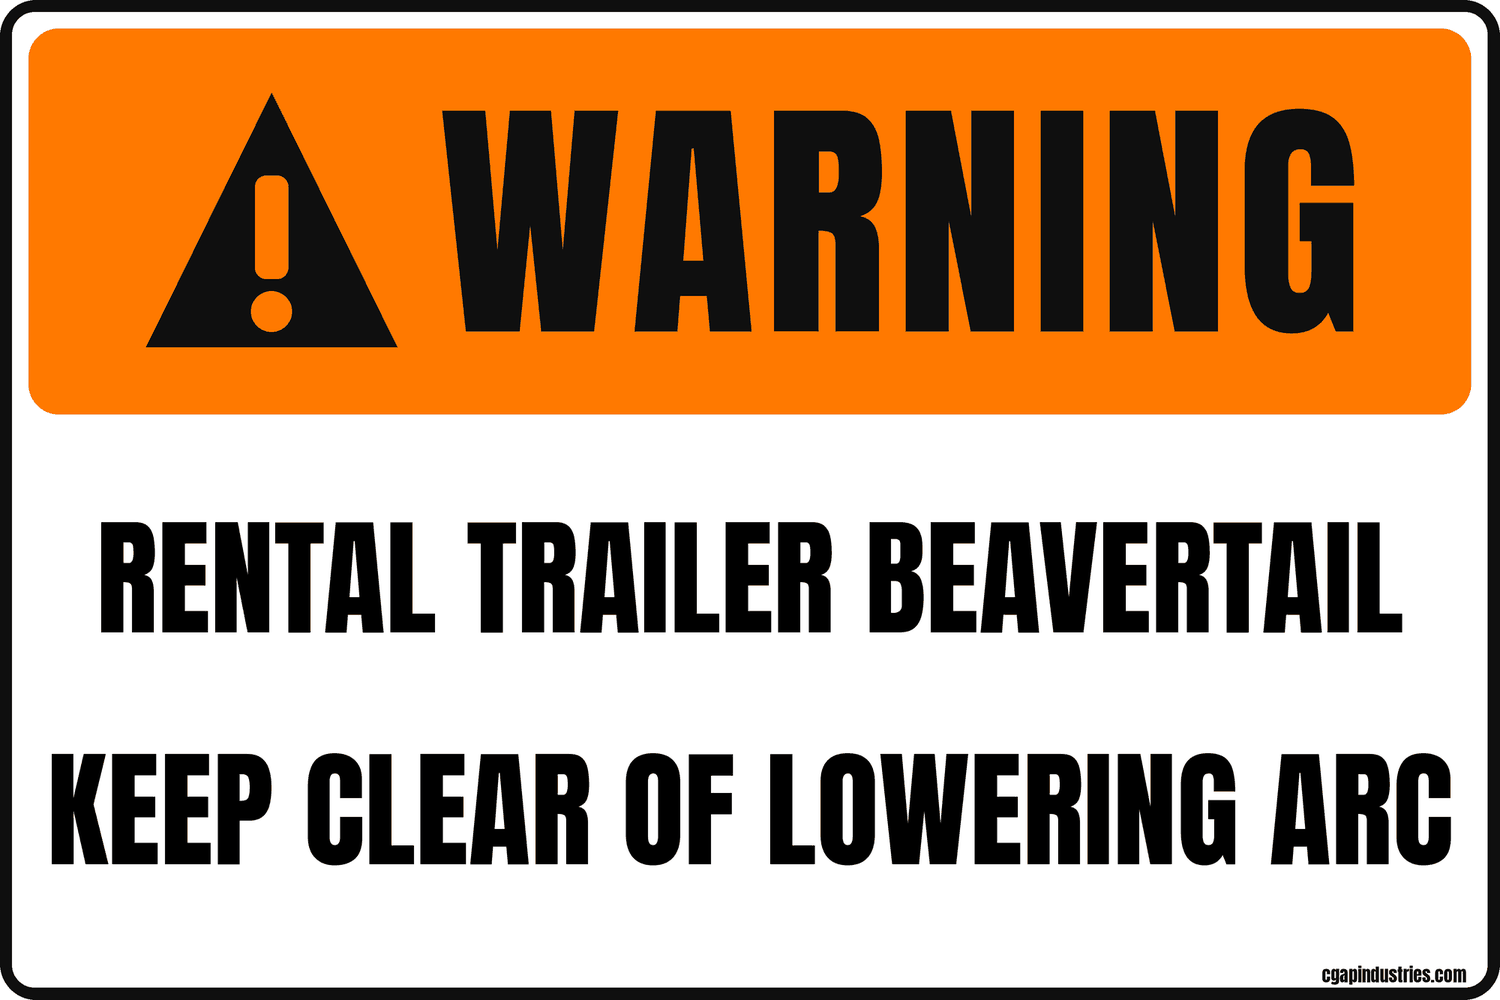 WARNING
RENTAL TRAILER BEAVERTAIL
KEEP CLEAR OF LOWERING ARC
cgapindustries.com